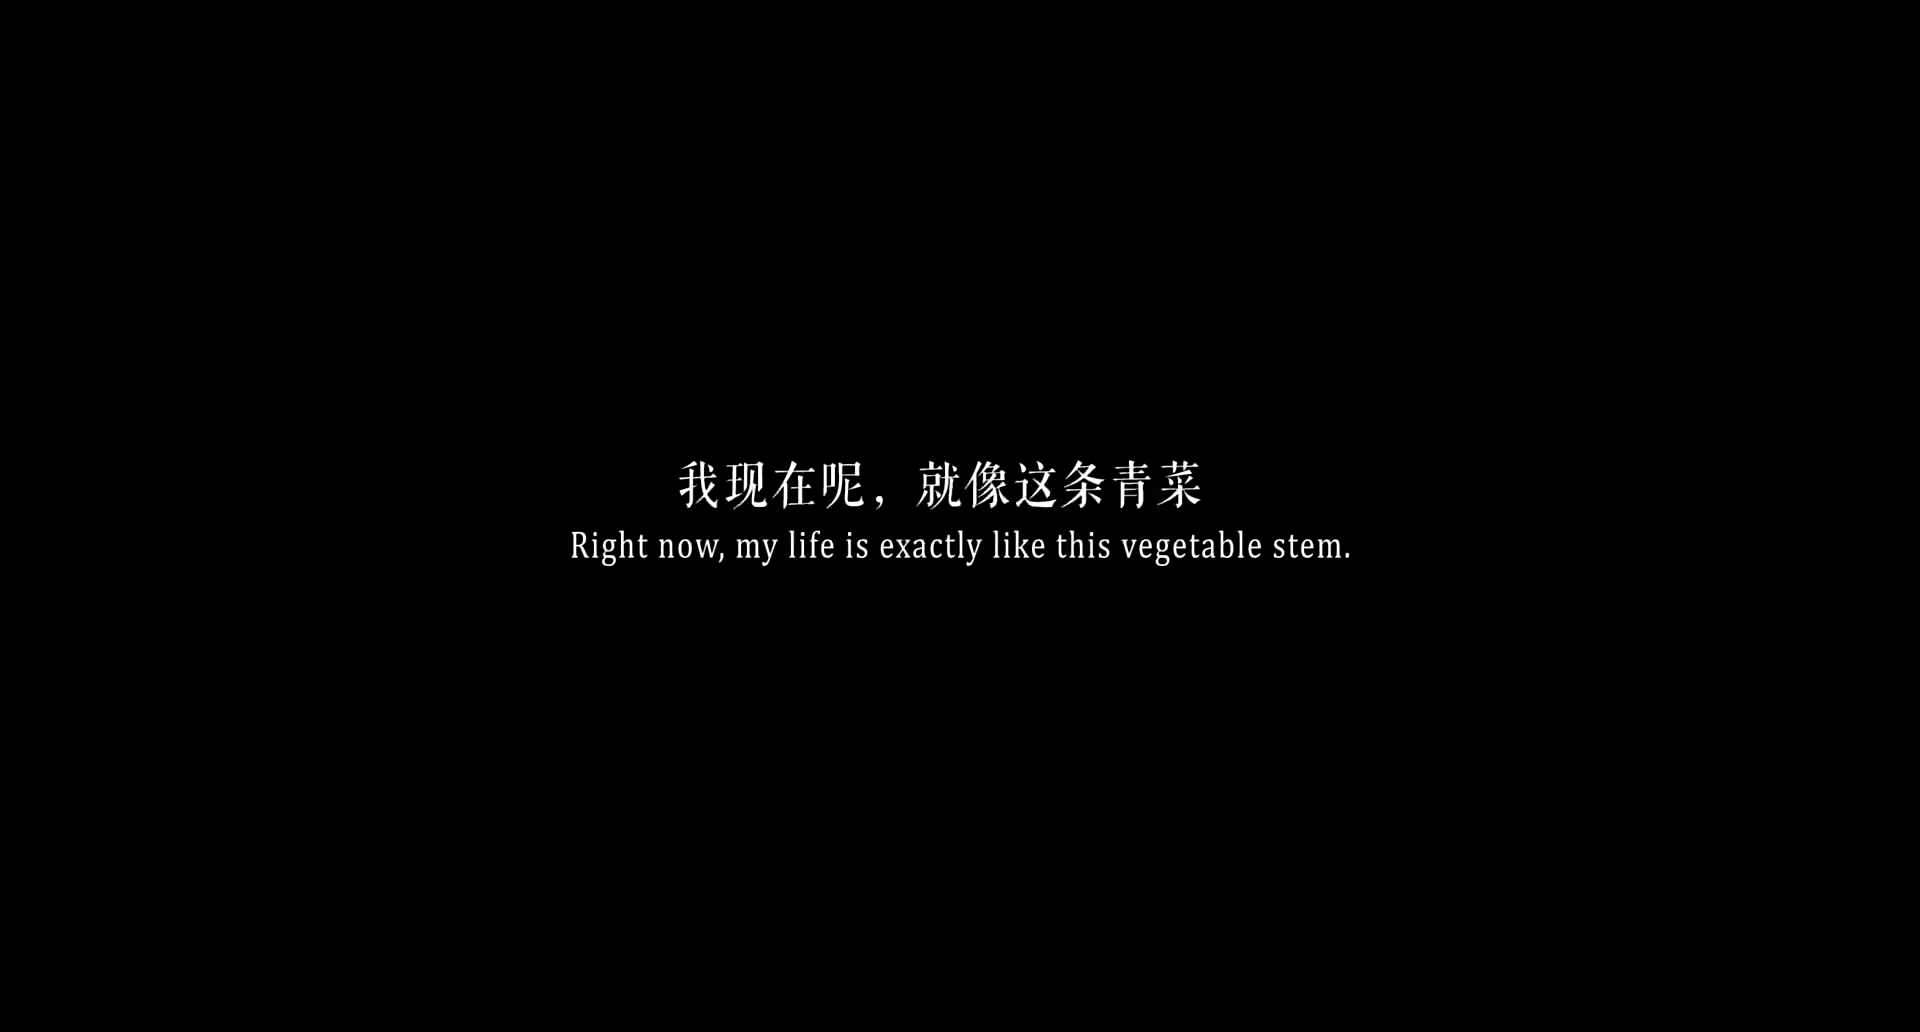 我现在呢，就像这条青菜
Right now, my life is exactly like this vegetable stem.